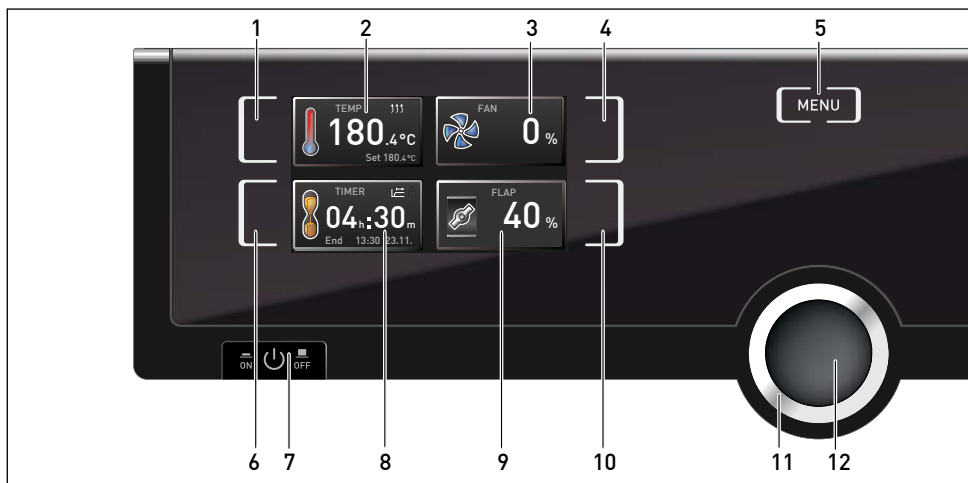 1 2 3 4 5
MENU
TEMP
180.4°C
Set 180.4°C
FAN
0 %
TIMER
04h:30m
End 13:30 23.11.
FLAP
40 %
ON OFF
6 7 8 9 10 11 12